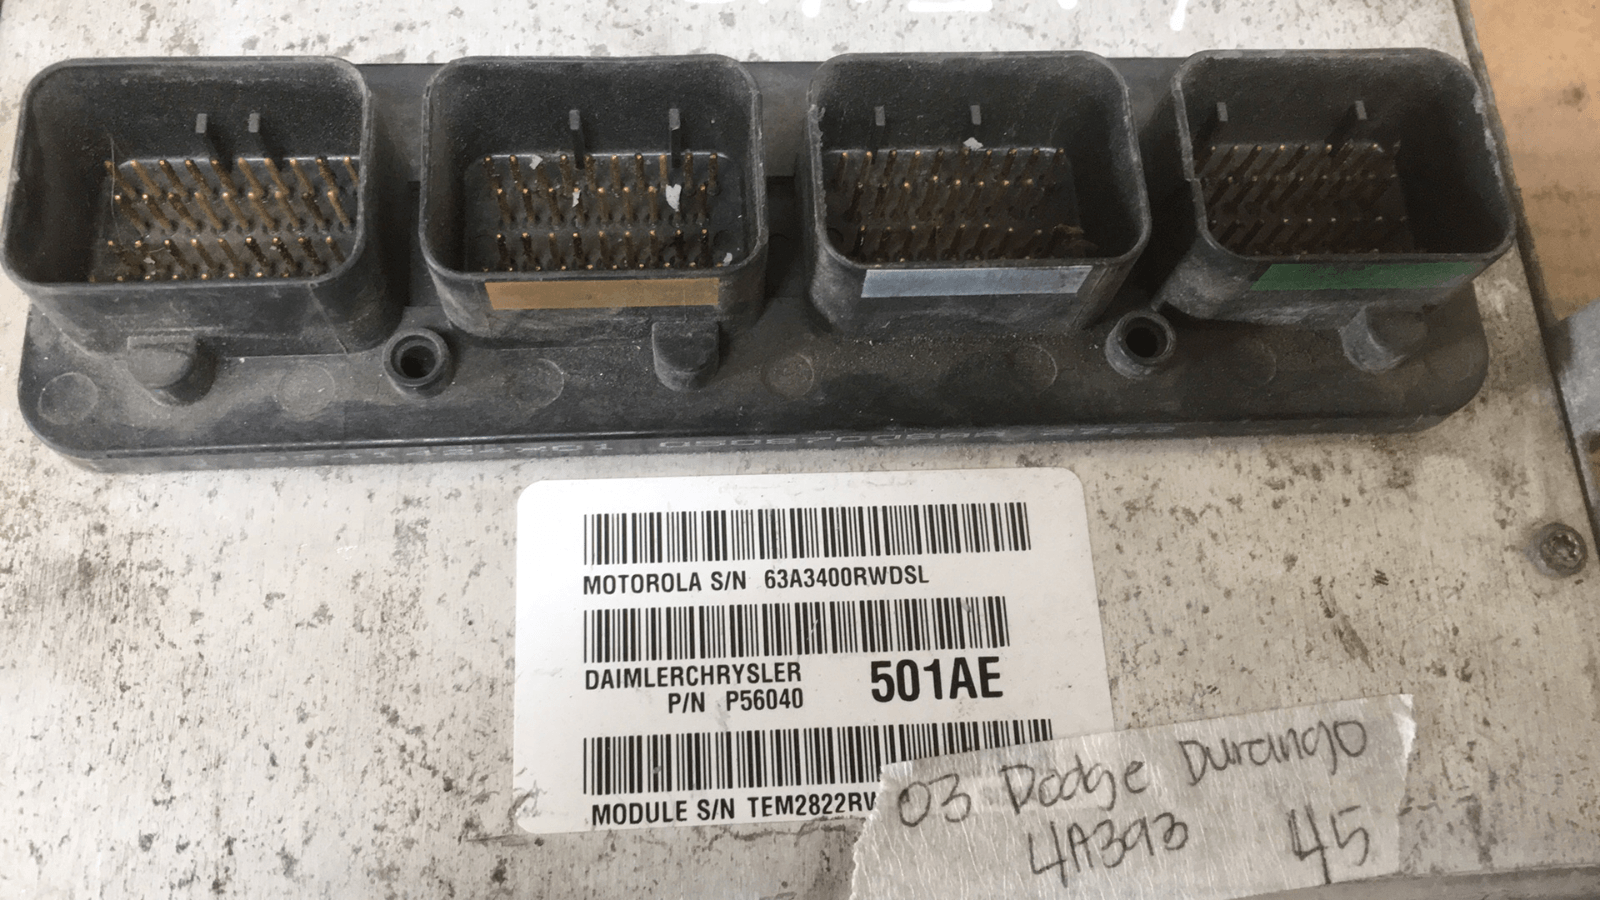 MOTOROLA S/N 63A3400RWDSL
DAIMLERCHRYSLER
P/N P56040 501AE
MODULE S/N TEM2822RV
03 Dodge Durango
4A393 45